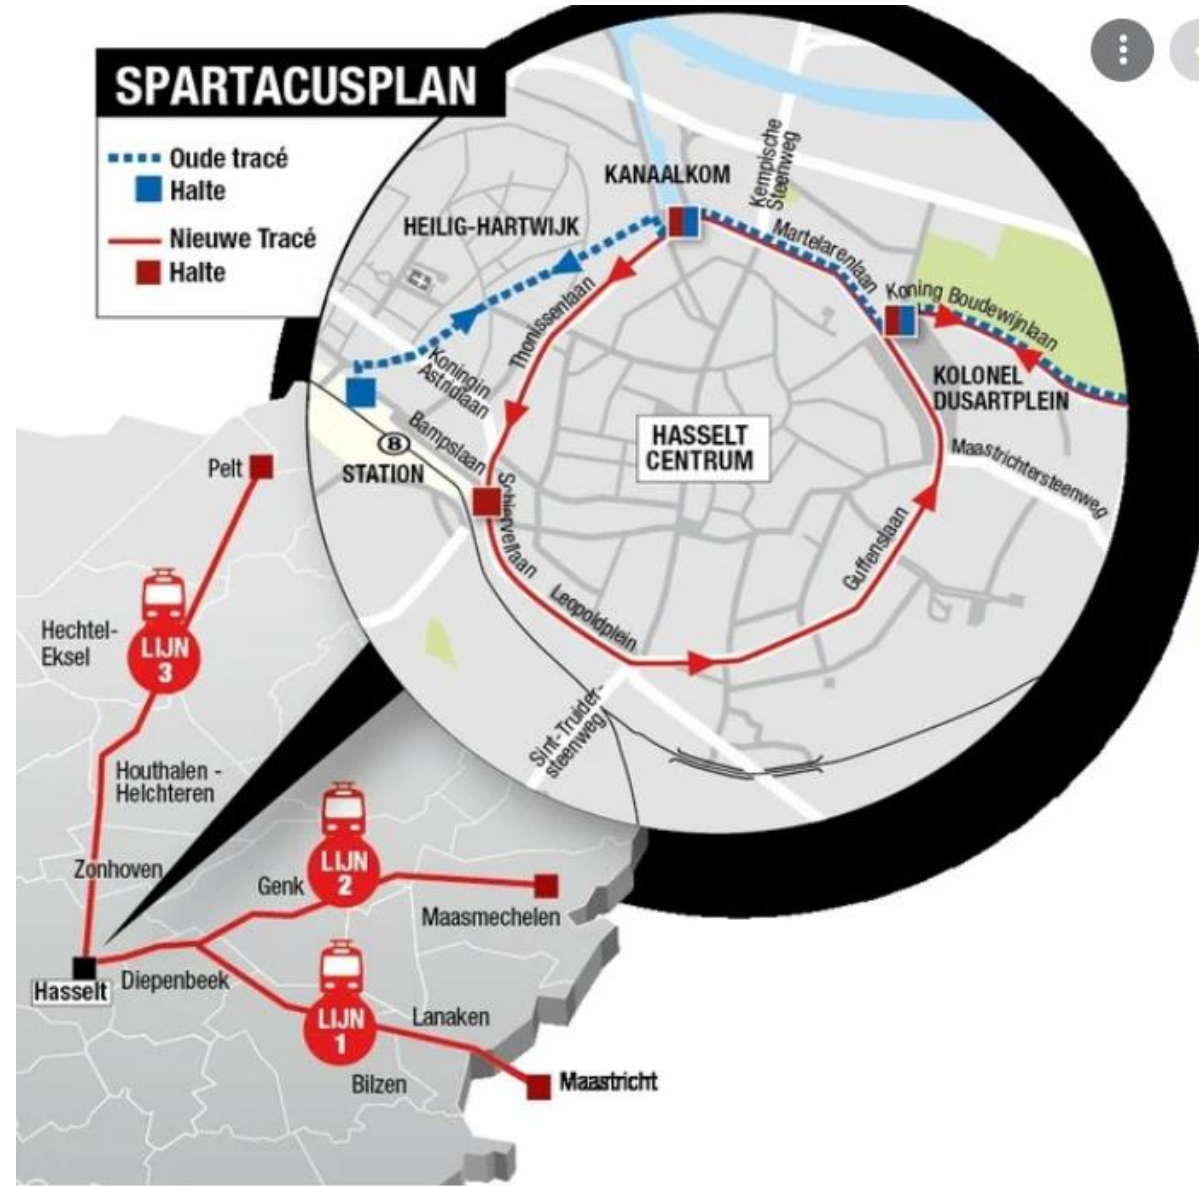 SPARTACUSPLAN
Oude tracé
Halte
Nieuwe Tracé
Halte
KANAALKOM
Kempische
Steenweg
HEILIG-HARTWIJK
Martelarenlaan
Koning Boudewijnlaan
Thonissenlaan
Koningin
Astridlaan
KOLONEL
DUSARTPLEIN
Bampslaan
HASSELT
CENTRUM
B
STATION
Maastrichtersteenweg
Schiervellaan
Guffenslaan
Leopoldplein
Sint-Truider-
steenweg
Pelt
Hechtel-
Eksel
LIJN
3
Houthalen -
Helchteren
Zonhoven
LIJN
2
Genk
Maasmechelen
Hasselt
Diepenbeek
LIJN
1
Lanaken
Bilzen
Maastricht